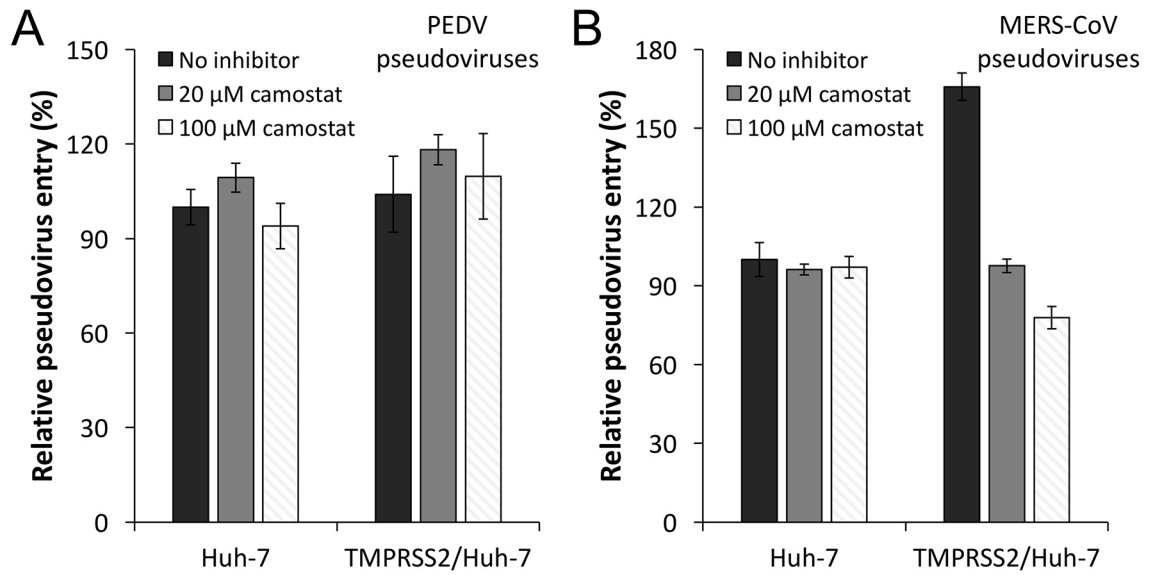 A
PEDV
pseudoviruses
No inhibitor
20 µM camostat
100 µM camostat
Relative pseudovirus entry (%)
150
120
90
60
30
0
Huh-7
TMPRSS2/Huh-7
B
MERS-CoV
pseudoviruses
No inhibitor
20 µM camostat
100 µM camostat
Relative pseudovirus entry (%)
180
150
120
90
60
30
0
Huh-7
TMPRSS2/Huh-7